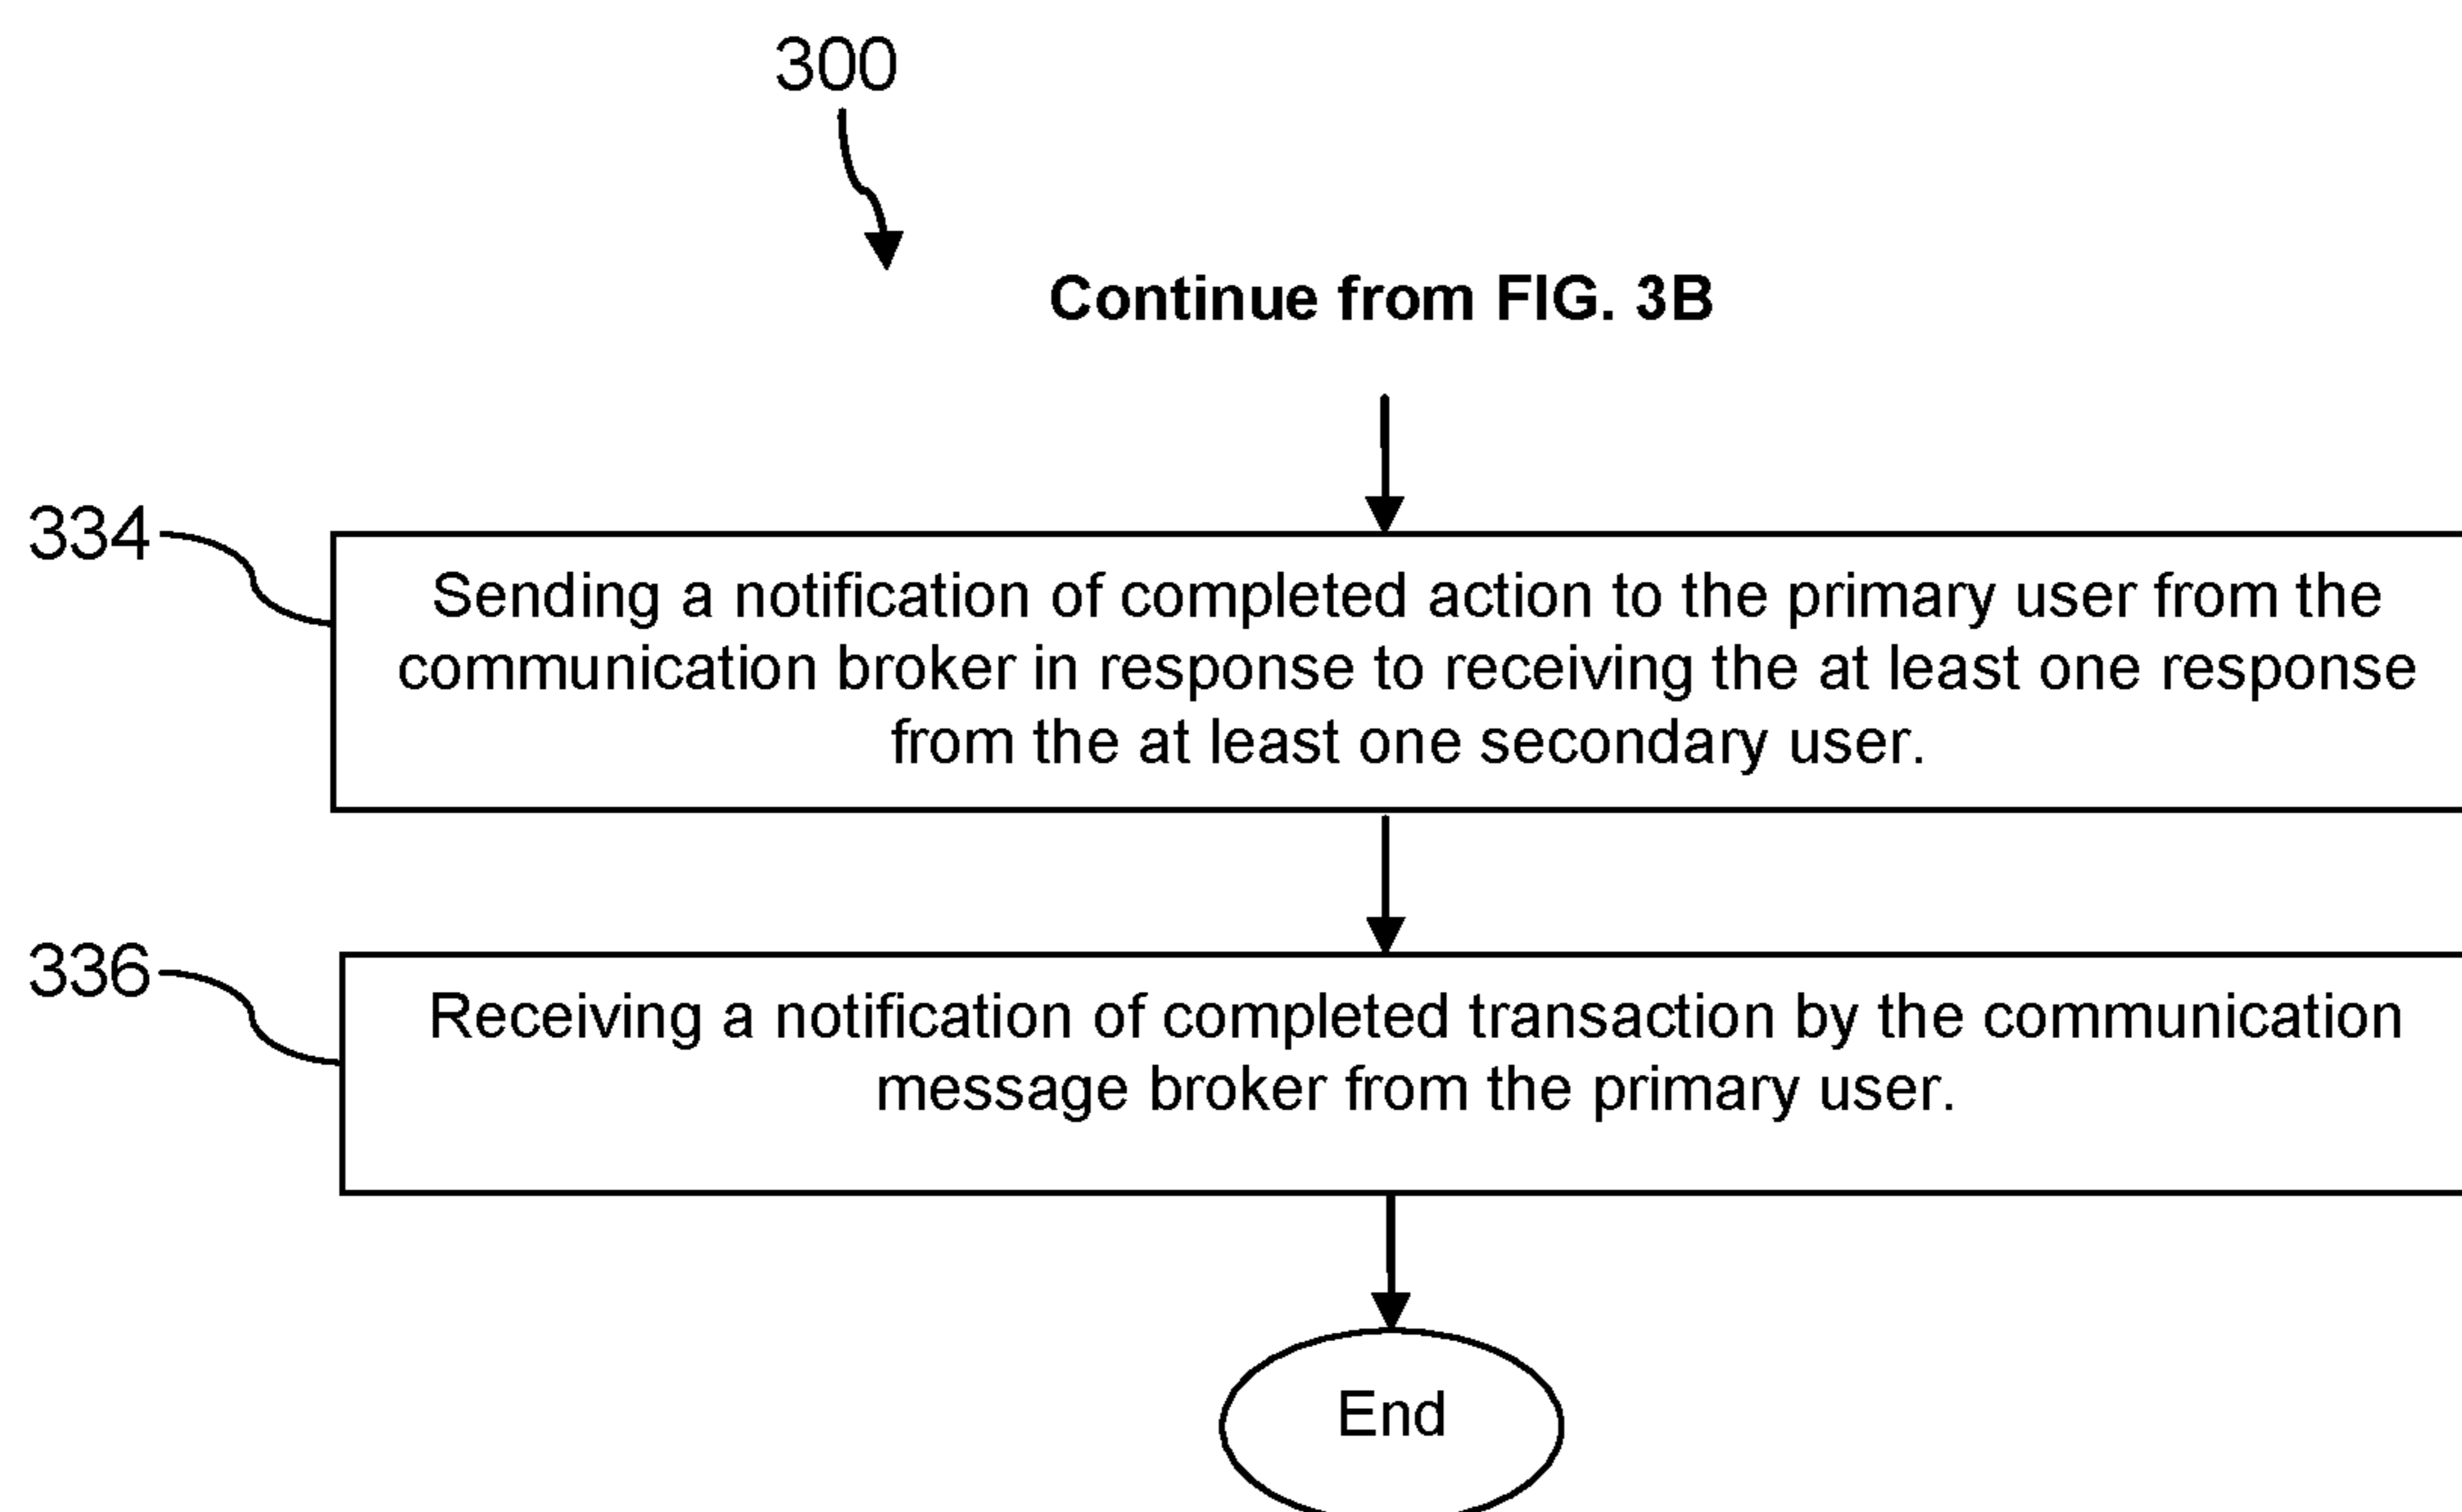 300
Continue from FIG. 3B
334
Sending a notification of completed action to the primary user from the
communication broker in response to receiving the at least one response
from the at least one secondary user.
336
Receiving a notification of completed transaction by the communication
message broker from the primary user.
End